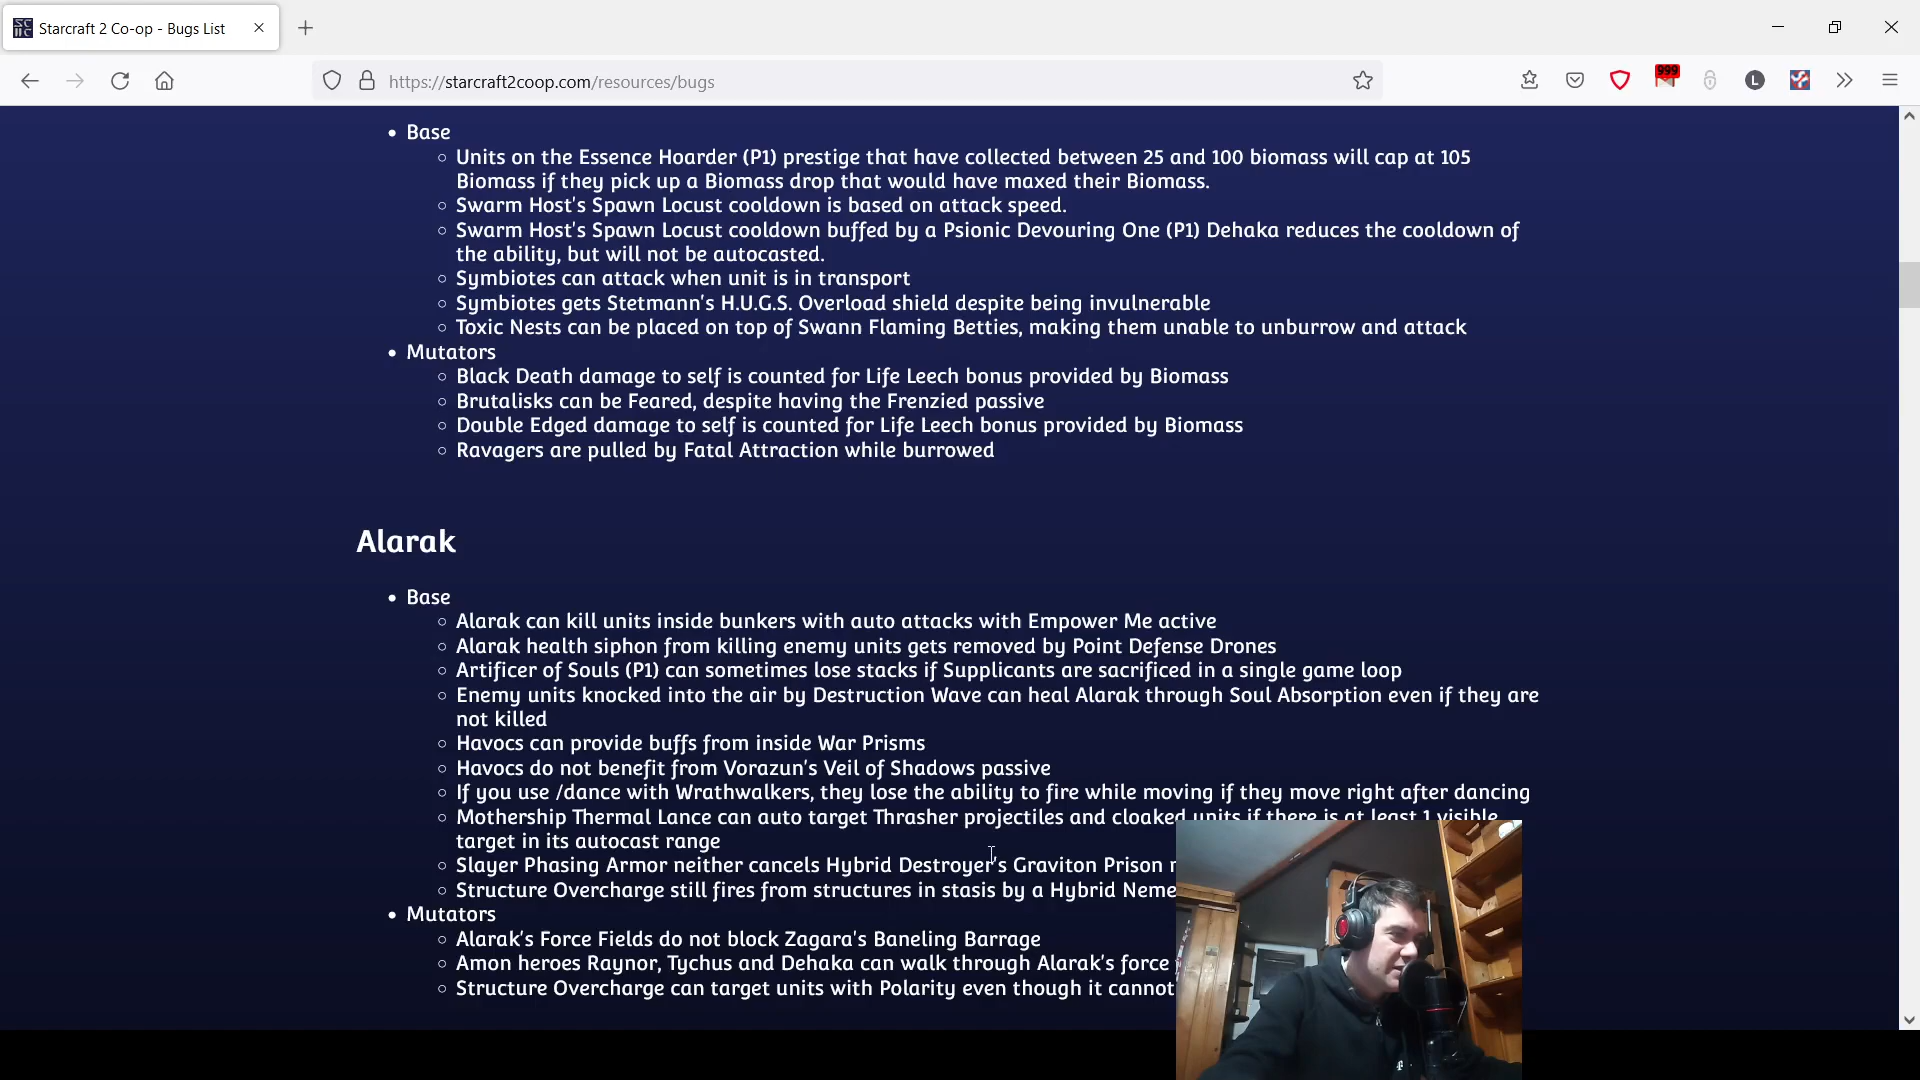 Starcraft 2 Co-op - Bugs List
https://starcraft2coop.com/resources/bugs
999
L
Base
Units on the Essence Hoarder (P1) prestige that have collected between 25 and 100 biomass will cap at 105
Biomass if they pick up a Biomass drop that would have maxed their Biomass.
Swarm Host's Spawn Locust cooldown is based on attack speed.
Swarm Host's Spawn Locust cooldown buffed by a Psionic Devouring One (P1) Dehaka reduces the cooldown of
the ability, but will not be autocasted.
Symbiotes can attack when unit is in transport
Symbiotes gets Stetmann's H.U.G.S. Overload shield despite being invulnerable
Toxic Nests can be placed on top of Swann Flaming Betties, making them unable to unburrow and attack
Mutators
Black Death damage to self is counted for Life Leech bonus provided by Biomass
Brutalisks can be Feared, despite having the Frenzied passive
Double Edged damage to self is counted for Life Leech bonus provided by Biomass
Ravagers are pulled by Fatal Attraction while burrowed
Alarak
Base
Alarak can kill units inside bunkers with auto attacks with Empower Me active
Alarak health siphon from killing enemy units gets removed by Point Defense Drones
Artificer of Souls (P1) can sometimes lose stacks if Supplicants are sacrificed in a single game loop
Enemy units knocked into the air by Destruction Wave can heal Alarak through Soul Absorption even if they are
not killed
Havocs can provide buffs from inside War Prisms
Havocs do not benefit from Vorazun's Veil of Shadows passive
If you use /dance with Wrathwalkers, they lose the ability to fire while moving if they move right after dancing
Mothership Thermal Lance can auto target Thrasher projectiles and cloaked units if there is at least 1 visible
target in its autocast range
Slayer Phasing Armor neither cancels Hybrid Destroyer's Graviton Prison
Structure Overcharge still fires from structures in stasis by a Hybrid
Mutators
Alarak's Force Fields do not block Zagara's Baneling Barrage
Amon heroes Raynor, Tychus and Dehaka can walk through Alarak's force
Structure Overcharge can target units with Polarity even though it cannot